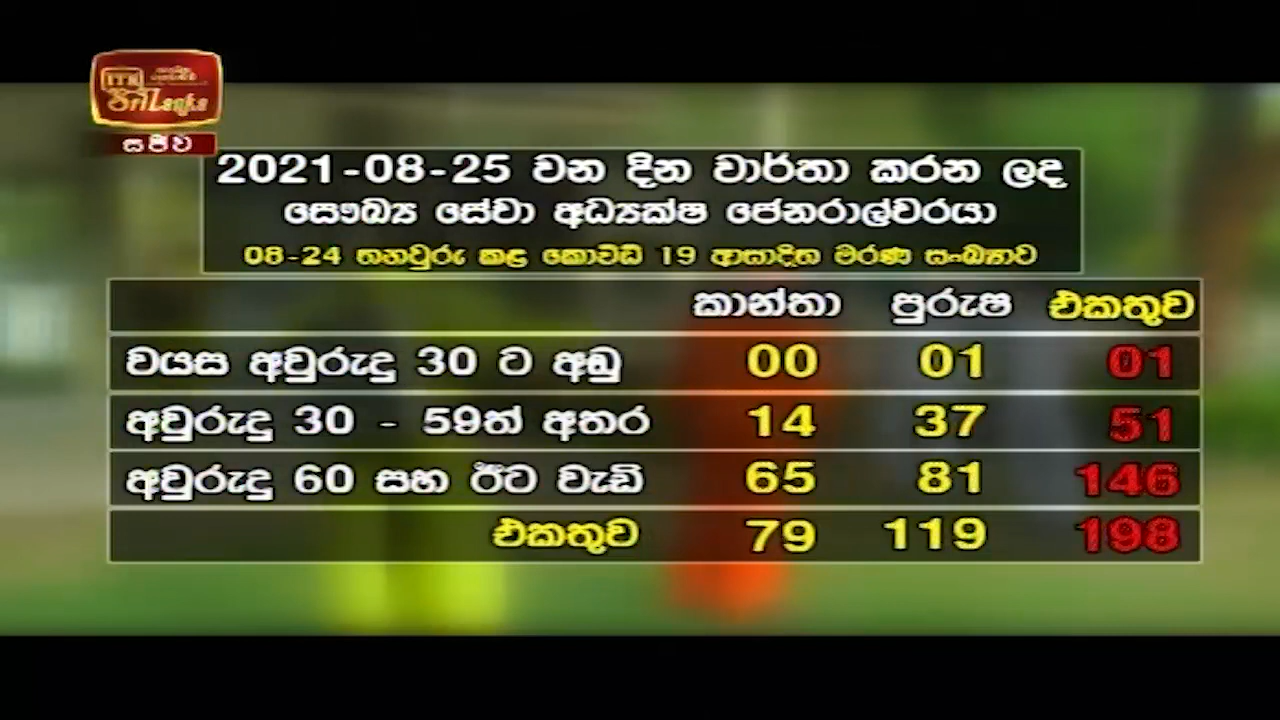 ITN
Sri Lanka
සජීව
2021-08-25 වන දින වාර්තා කරන ලද
සෞඛ්‍ය සේවා අධ්‍යක්ෂ ජෙනරාල්වරයා
08-24 තහවුරු කළ කොවිඩ් 19 ආසාදිත මරණ සංඛ්‍යාව
කාන්තා පුරුෂ එකතුව
වයස අවුරුදු 30 ට අඩු 00 01 01
අවුරුදු 30 - 59ත් අතර 14 37 51
අවුරුදු 60 සහ ඊට වැඩි 65 81 146
එකතුව 79 119 198